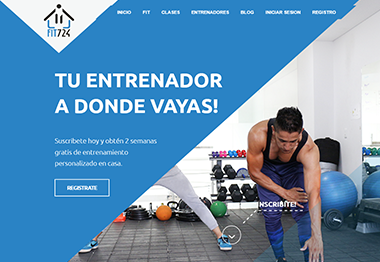 INICIO FIT CLASES ENTRENADORES BLOG INICIAR SESION REGISTRO
FIT724
TU ENTRENADOR
A DONDE VAYAS!
Suscribete hoy y obtén 2 semanas
gratis de entrenamiento
personalizado en casa.
REGISTRATE
NSCRIBITE!